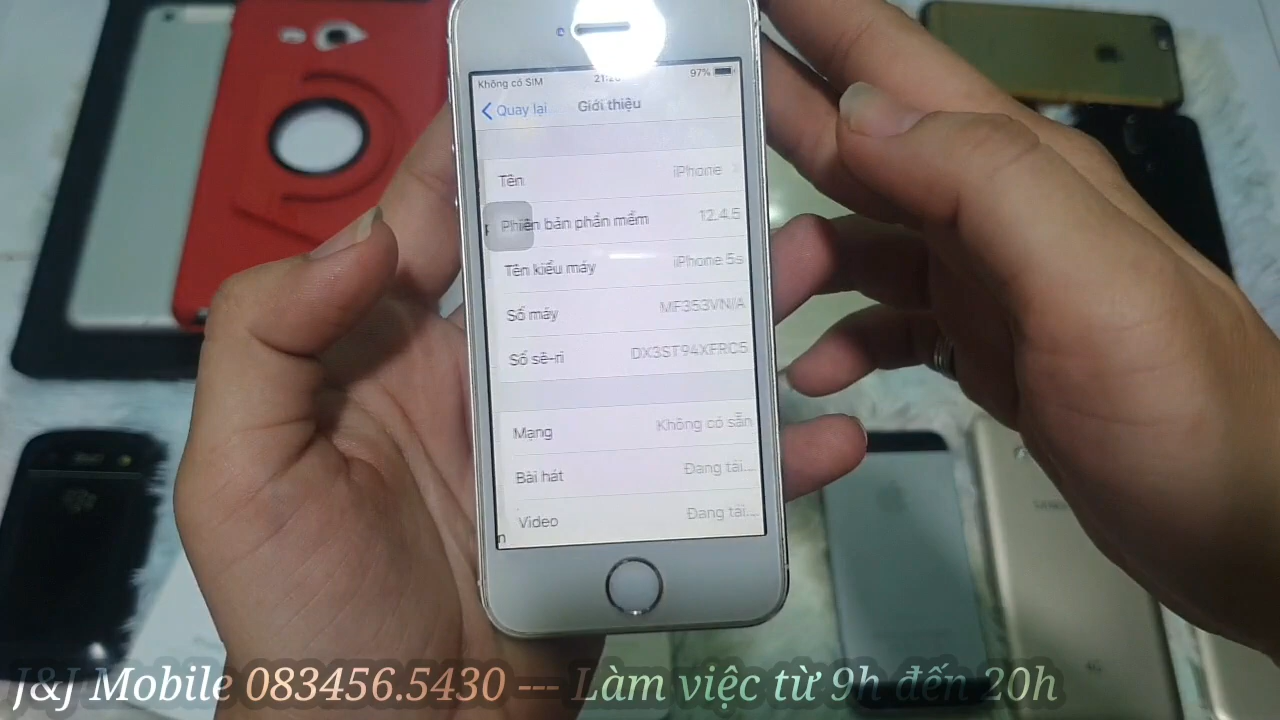 Không có SIM
97%
Quay lại
Giới thiệu
Tên
iPhone
Phiên bản phần mềm
12.4.5
Tên kiểu máy
iPhone 5s
Số máy
MF353VN/A
Số sê-ri
DX3ST94XFRC5
Mạng
Không có sẵn
Bài hát
Đang tải....
Video
Đang tải....
J&J Mobile 083456.5430 --- Làm việc từ 9h đến 20h